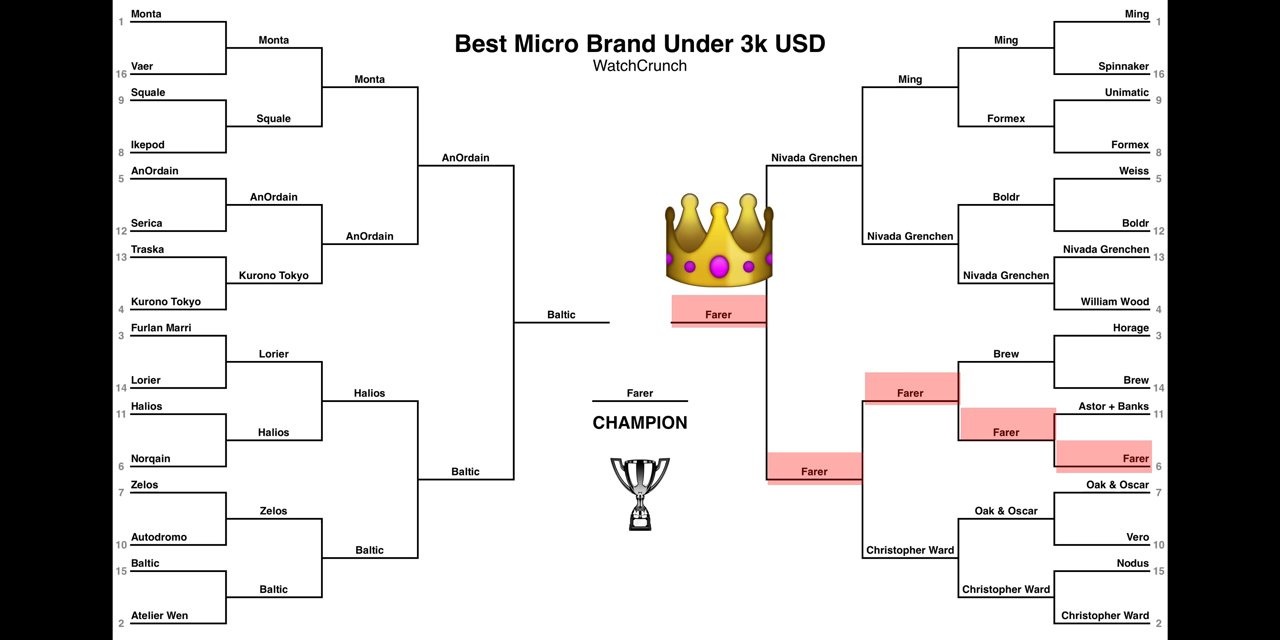 Best Micro Brand Under 3k USD
WatchCrunch
1 Monta
16 Vaer
9 Squale
8 Ikepod
5 AnOrdain
12 Serica
13 Traska
4 Kurono Tokyo
3 Furlan Marri
14 Lorier
11 Halios
6 Norqain
7 Zelos
10 Autodromo
15 Baltic
2 Atelier Wen
Monta
Squale
AnOrdain
Kurono Tokyo
Lorier
Halios
Zelos
Baltic
Monta
AnOrdain
Halios
Baltic
AnOrdain
Baltic
Baltic
Farer
Farer
CHAMPION
Nivada Grenchen
Farer
Ming
Nivada Grenchen
Farer
Christopher Ward
Ming
Formex
Boldr
Nivada Grenchen
Brew
Farer
Oak & Oscar
Christopher Ward
Ming 1
Spinnaker 16
Unimatic 9
Formex 8
Weiss 5
Boldr 12
Nivada Grenchen 13
William Wood 4
Horage 3
Brew 14
Astor + Banks 11
Farer 6
Oak & Oscar 7
Vero 10
Nodus 15
Christopher Ward 2